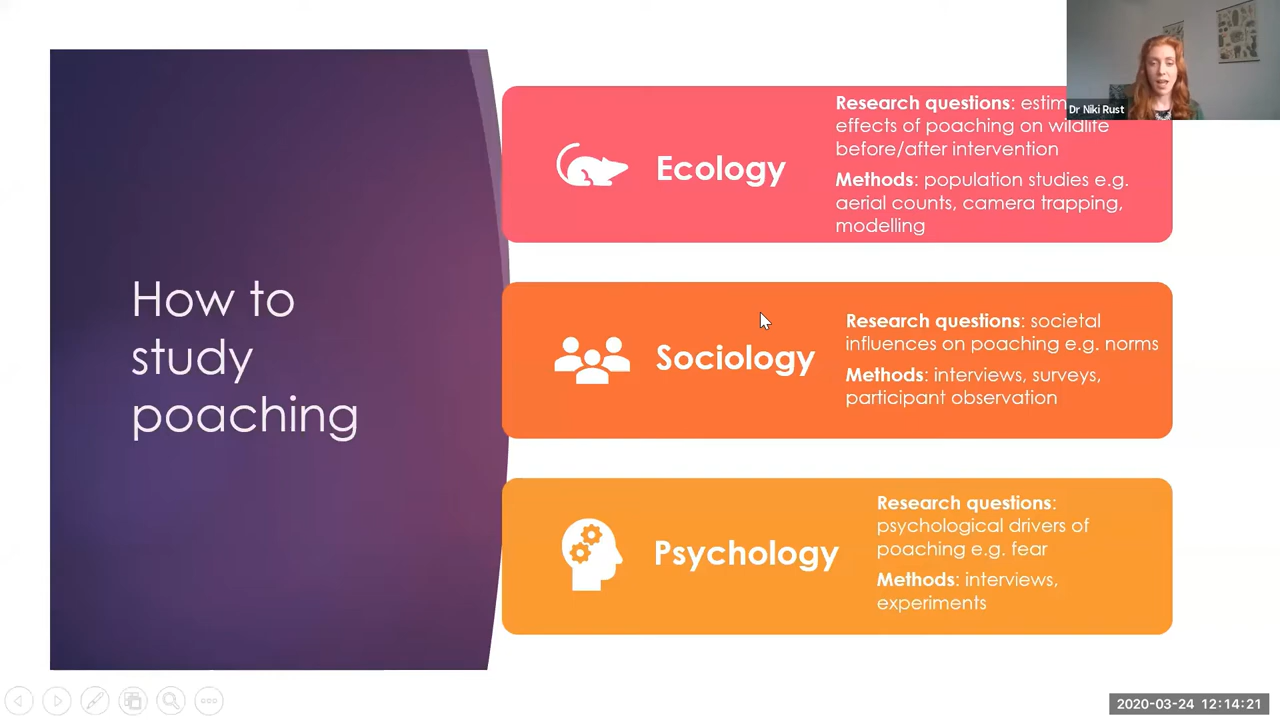 How to
study
poaching
Ecology
Research questions: estim
effects of poaching on wildlife
before/after intervention
Methods: population studies e.g.
aerial counts, camera trapping,
modelling
Sociology
Research questions: societal
influences on poaching e.g. norms
Methods: interviews, surveys,
participant observation
Psychology
Research questions:
psychological drivers of
poaching e.g. fear
Methods: interviews,
experiments
Dr Niki Rust
2020-03-24 12:14:21